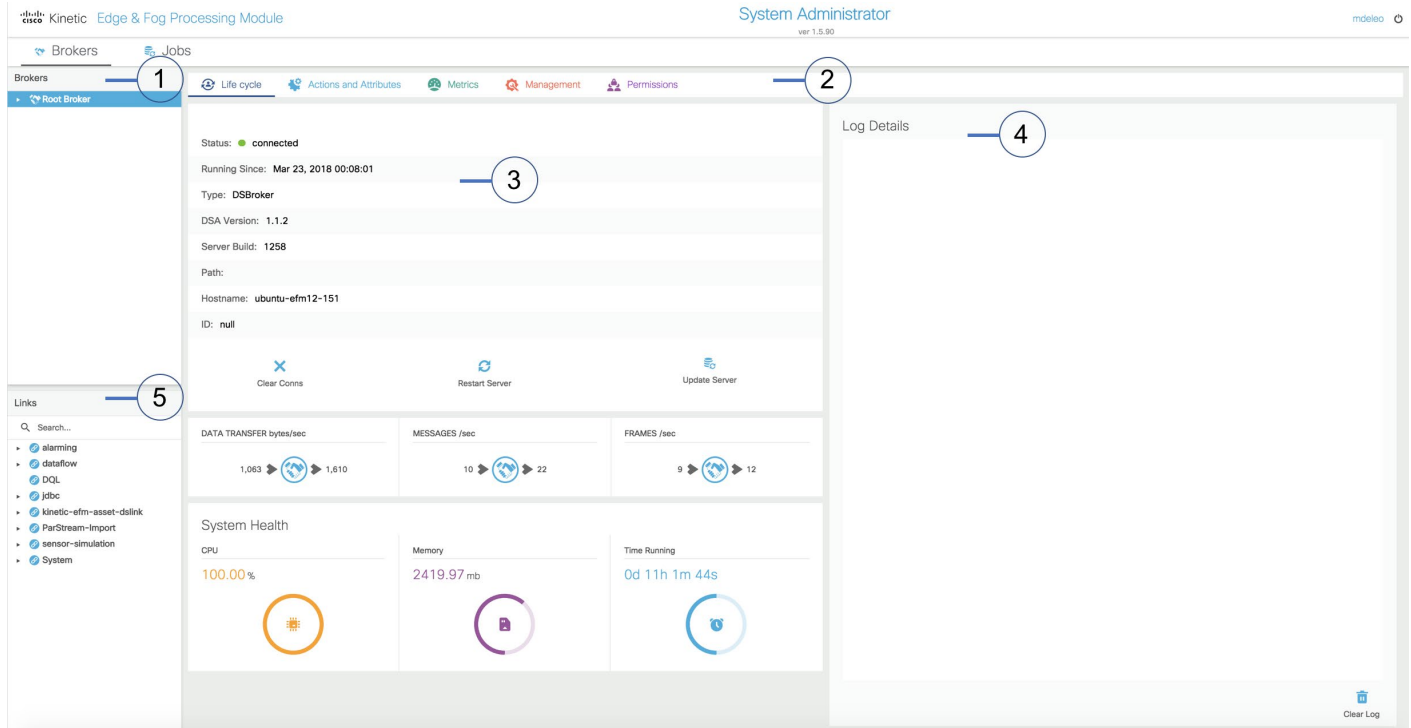 cisco Kinetic Edge & Fog Processing Module
System Administrator
ver 1.5.90
mdeleo
Brokers
Jobs
Brokers
1
Root Broker
Life cycle
Actions and Attributes
Metrics
Management
Permissions
2
Status: connected
Running Since: Mar 23, 2018 00:08:01
3
Type: DSBroker
DSA Version: 1.1.2
Server Build: 1258
Path:
Hostname: ubuntu-efm12-151
ID: null
Clear Conns
Restart Server
Update Server
Log Details
4
Links
5
Search...
alarming
dataflow
DQL
jdbc
kinetic-efm-asset-dslink
ParStream-Import
sensor-simulation
System
DATA TRANSFER bytes/sec
1,063
1,610
MESSAGES /sec
10
22
FRAMES /sec
9
12
System Health
CPU
100.00 %
Memory
2419.97 mb
Time Running
0d 11h 1m 44s
Clear Log